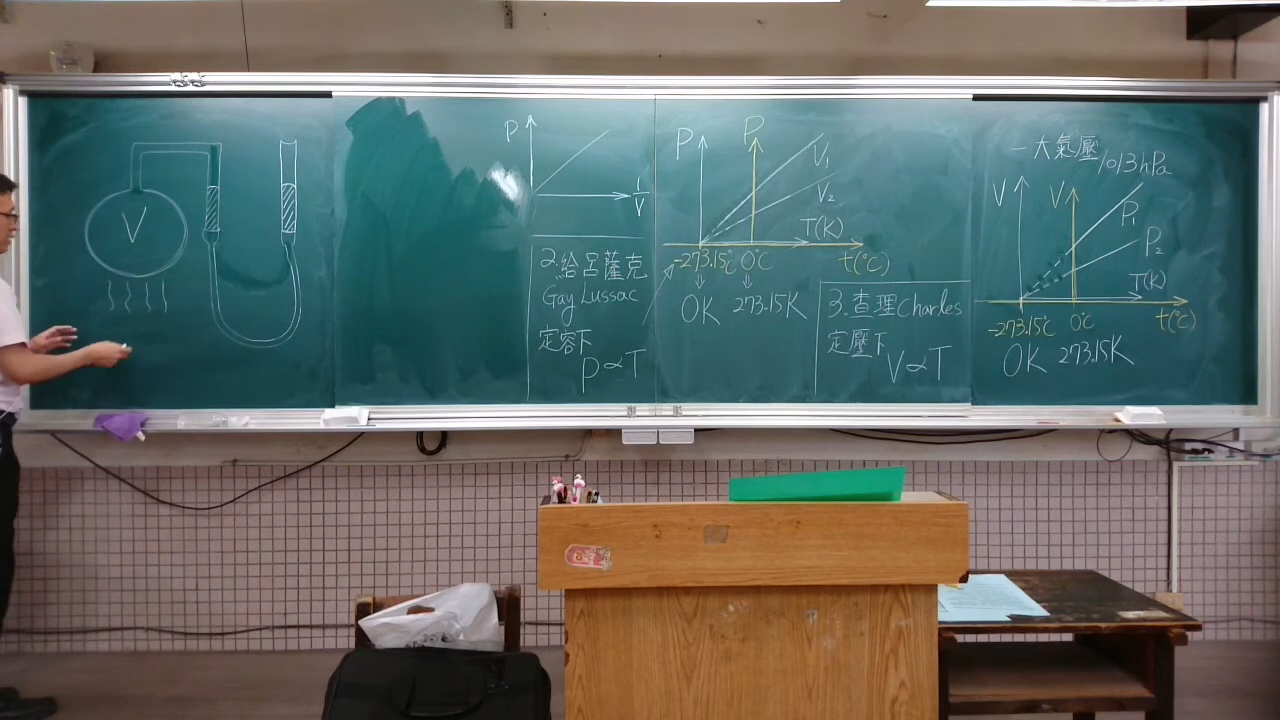 V
P
1/V
2.給呂薩克
Gay Lussac
定容下
P∝T
P
P
V₁
V₂
T(K)
-273.15℃ 0℃ t(℃)
0K 273.15K
3.查理Charles
定壓下
V∝T
一大氣壓
1013hPa
V
V
P₁
P₂
T(K)
-273.15℃ 0℃ t(℃)
0K 273.15K